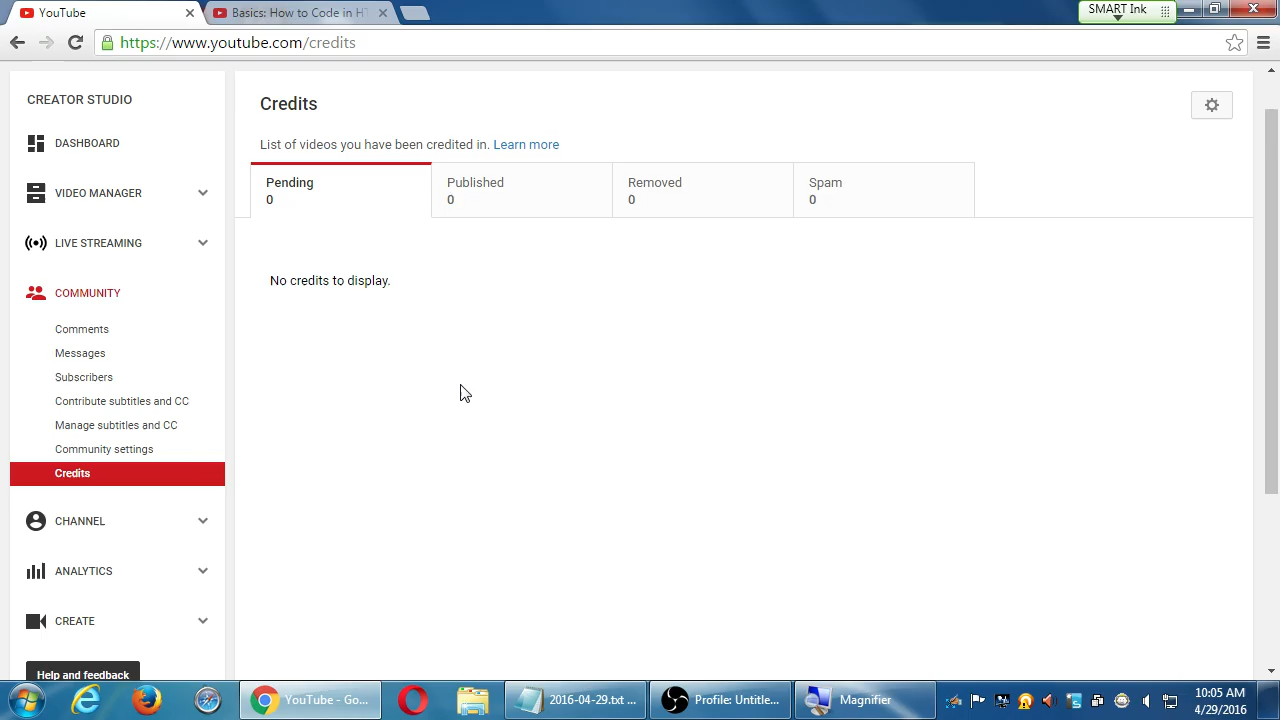 YouTube
Basics: How to Code in HT
SMART Ink
https://www.youtube.com/credits
CREATOR STUDIO
DASHBOARD
VIDEO MANAGER
LIVE STREAMING
COMMUNITY
Comments
Messages
Subscribers
Contribute subtitles and CC
Manage subtitles and CC
Community settings
Credits
CHANNEL
ANALYTICS
CREATE
Help and feedback
Credits
List of videos you have been credited in. Learn more
Pending
0
Published
0
Removed
0
Spam
0
No credits to display.
YouTube - Go...
2016-04-29.txt ...
Profile: Untitle...
Magnifier
10:05 AM
4/29/2016